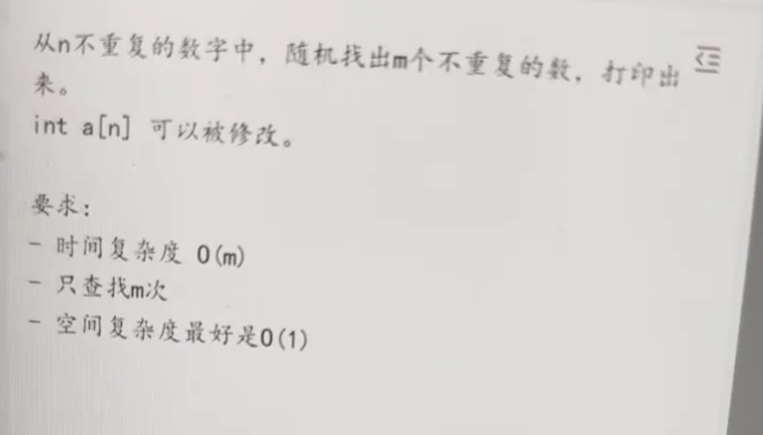 从n不重复的数字中，随机找出m个不重复的数，打印出
来。
int a[n] 可以被修改。
要求：
- 时间复杂度 O(m)
- 只查找m次
- 空间复杂度最好是O(1)